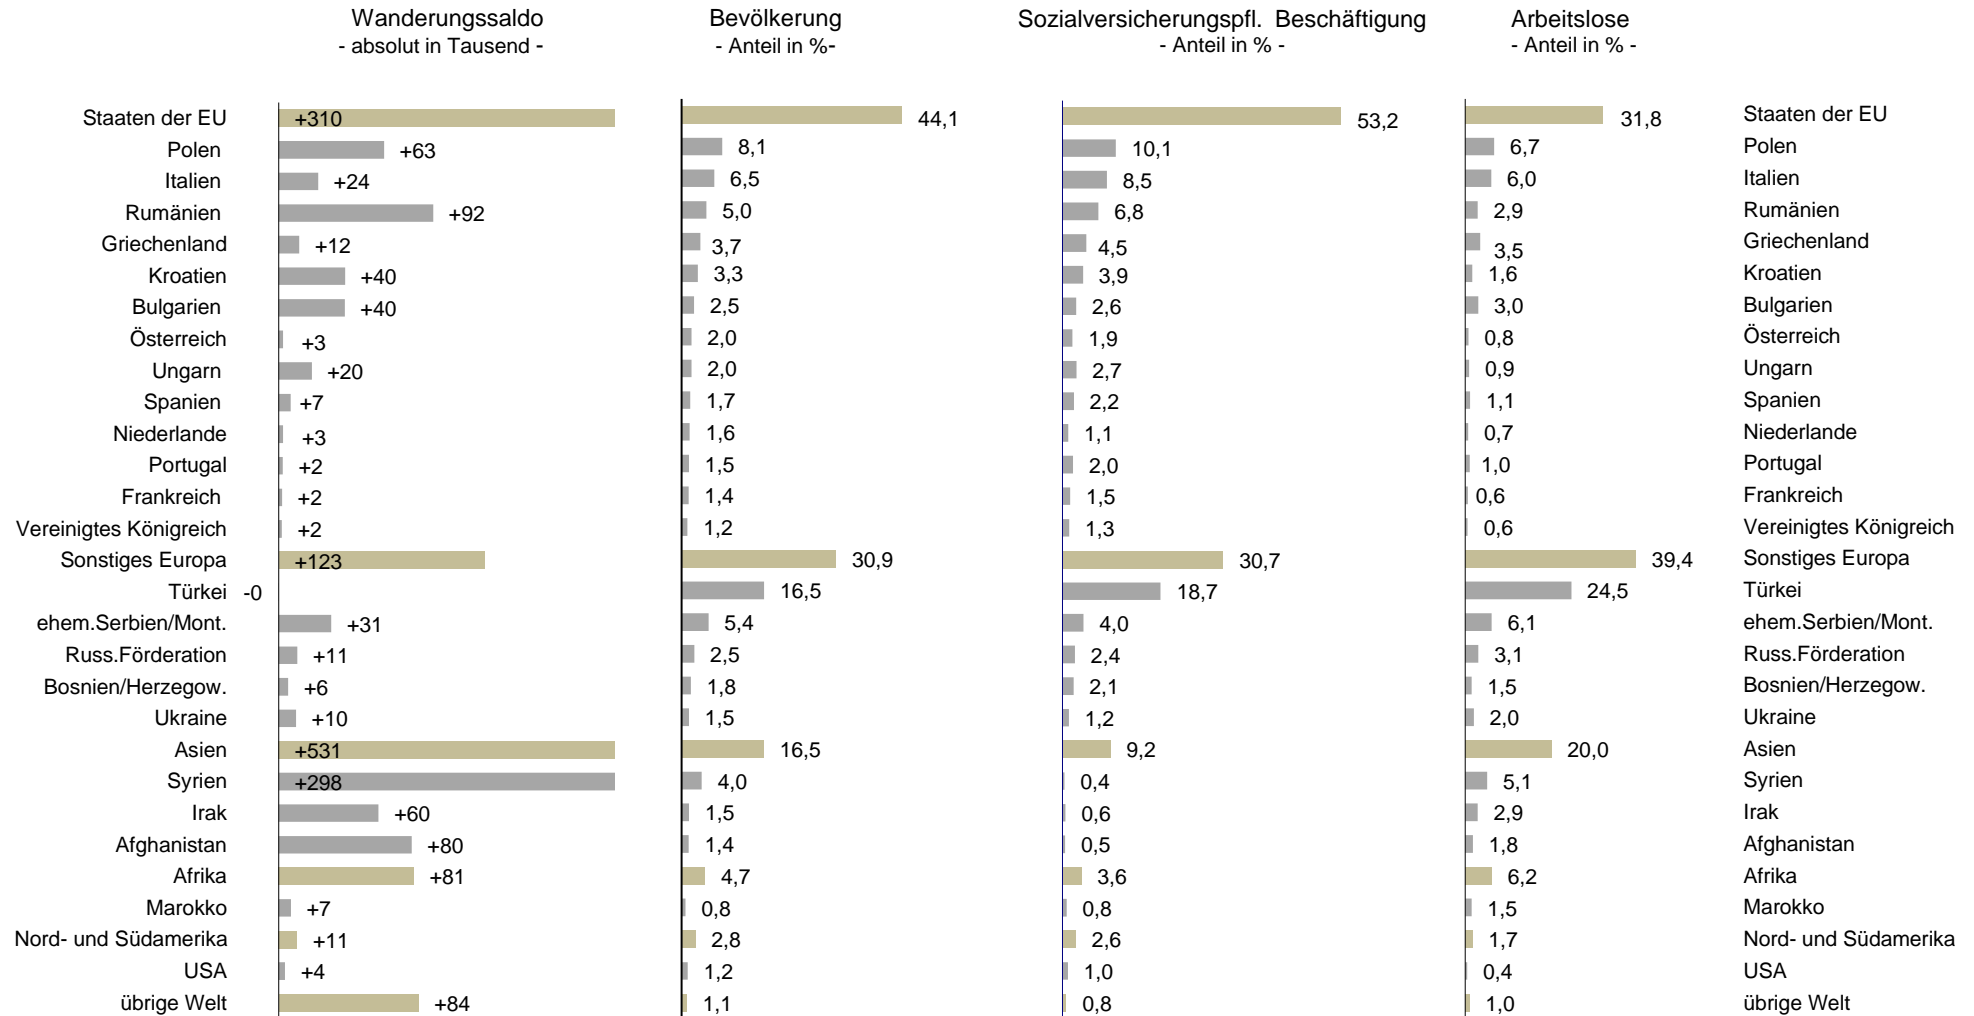 Wanderungssaldo Bevölkerung Sozialversicherungspfl. Beschäftigung Arbeitslose
- absolut in Tausend - - Anteil in %- - Anteil in % - - Anteil in % -
Staaten der EU +310 44,1 53,2 31,8 Staaten der EU
Polen +63 8,1 10,1 6,7 Polen
Italien +24 6,5 8,5 6,0 Italien
Rumänien +92 5,0 6,8 2,9 Rumänien
Griechenland +12 3,7 4,5 3,5 Griechenland
Kroatien +40 3,3 3,9 1,6 Kroatien
Bulgarien +40 2,5 2,6 3,0 Bulgarien
Österreich +3 2,0 1,9 0,8 Österreich
Ungarn +20 2,0 2,7 0,9 Ungarn
Spanien +7 1,7 2,2 1,1 Spanien
Niederlande +3 1,6 1,1 0,7 Niederlande
Portugal +2 1,5 2,0 1,0 Portugal
Frankreich +2 1,4 1,5 0,6 Frankreich
Vereinigtes Königreich +2 1,2 1,3 0,6 Vereinigtes Königreich
Sonstiges Europa +123 30,9 30,7 39,4 Sonstiges Europa
Türkei -0 16,5 18,7 24,5 Türkei
ehem.Serbien/Mont. +31 5,4 4,0 6,1 ehem.Serbien/Mont.
Russ.Förderation +11 2,5 2,4 3,1 Russ.Förderation
Bosnien/Herzegow. +6 1,8 2,1 1,5 Bosnien/Herzegow.
Ukraine +10 1,5 1,2 2,0 Ukraine
Asien +531 16,5 9,2 20,0 Asien
Syrien +298 4,0 0,4 5,1 Syrien
Irak +60 1,5 0,6 2,9 Irak
Afghanistan +80 1,4 0,5 1,8 Afghanistan
Afrika +81 4,7 3,6 6,2 Afrika
Marokko +7 0,8 0,8 1,5 Marokko
Nord- und Südamerika +11 2,8 2,6 1,7 Nord- und Südamerika
USA +4 1,2 1,0 0,4 USA
übrige Welt +84 1,1 0,8 1,0 übrige Welt